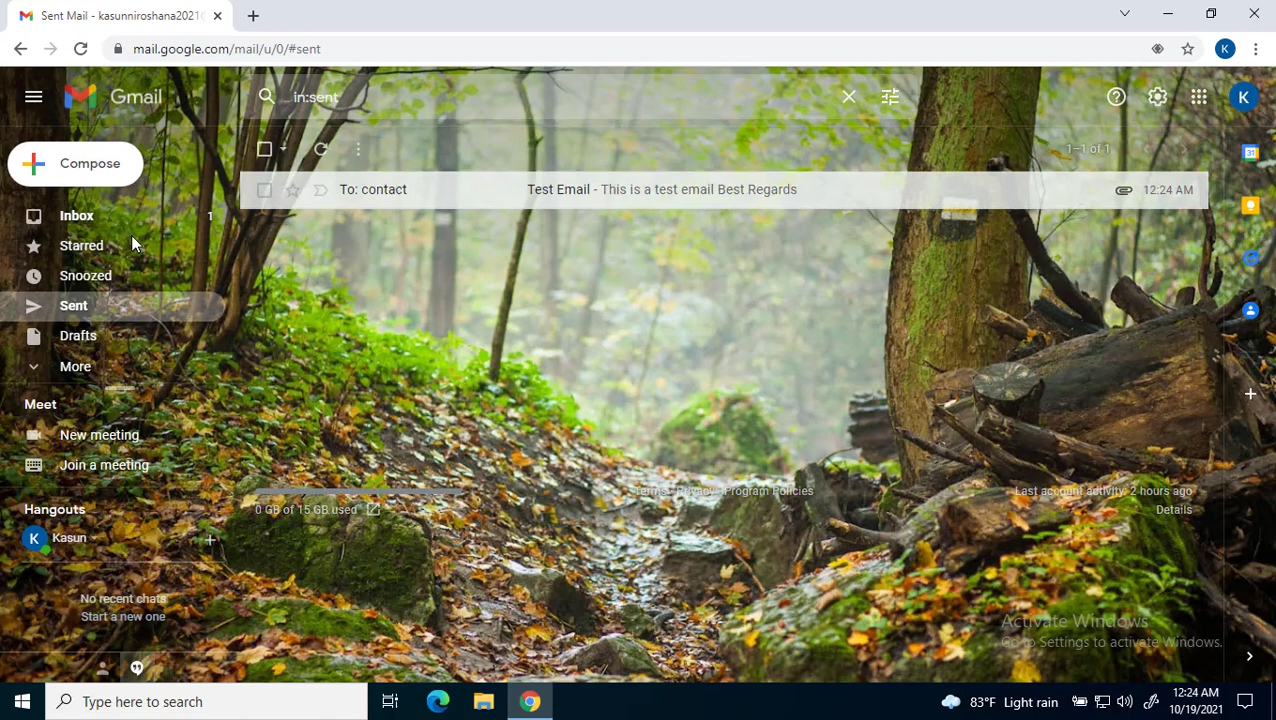 Sent Mail - kasunniroshana2021
mail.google.com/mail/u/0/#sent
K
Gmail
in:sent
K
Compose
1–1 of 1
To: contact Test Email - This is a test email Best Regards 12:24 AM
Inbox 1
Starred
Snoozed
Sent
Drafts
More
Meet
New meeting
Join a meeting
Hangouts
K Kasun
No recent chats
Start a new one
0 GB of 15 GB used
Terms · Privacy · Program Policies
Last account activity: 2 hours ago
Details
31
Activate Windows
Go to Settings to activate Windows.
Type here to search
83°F Light rain
12:24 AM
10/19/2021